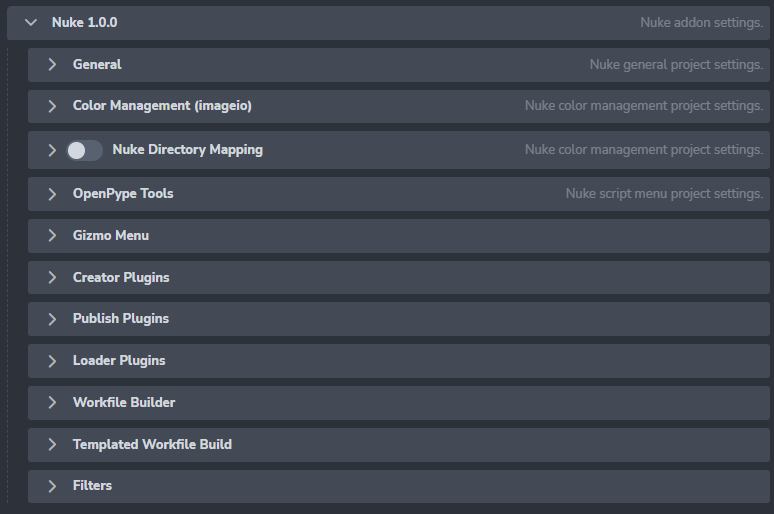 Nuke 1.0.0 Nuke addon settings.
General Nuke general project settings.
Color Management (imageio) Nuke color management project settings.
Nuke Directory Mapping Nuke color management project settings.
OpenPype Tools Nuke script menu project settings.
Gizmo Menu
Creator Plugins
Publish Plugins
Loader Plugins
Workfile Builder
Templated Workfile Build
Filters